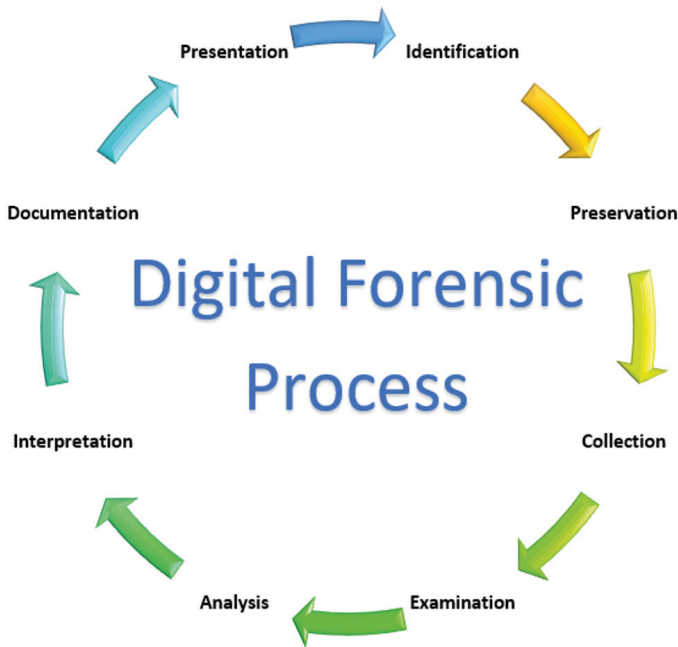 Presentation
Identification
Documentation
Preservation
Digital Forensic
Process
Interpretation
Collection
Analysis
Examination